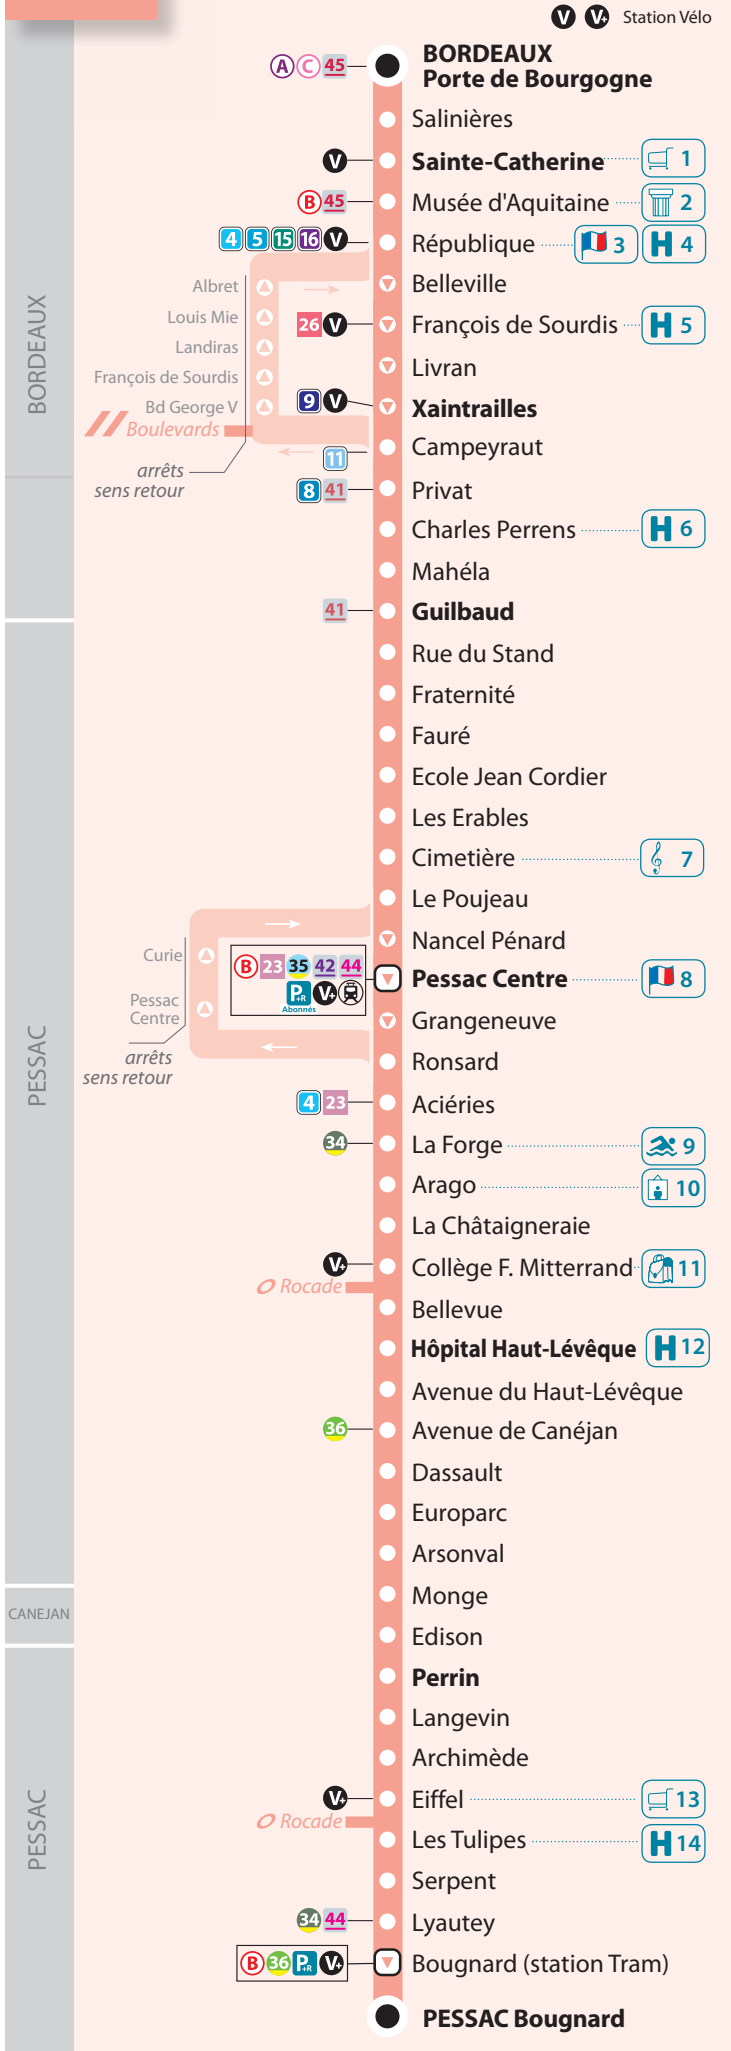 V V+ Station Vélo
A C 45 BORDEAUX
Porte de Bourgogne
Salinières
V Sainte-Catherine 1
B 45 Musée d'Aquitaine 2
4 5 15 16 V République 3 H 4
Albret Belleville
Louis Mie 26 V François de Sourdis H 5
Landiras Livran
François de Sourdis
Bd George V 9 V Xaintrailles
Boulevards
11 Campeyraut
arrêts
sens retour
8 41 Privat
BORDEAUX
Charles Perrens H 6
Mahéla
41 Guilbaud
Rue du Stand
Fraternité
Fauré
Ecole Jean Cordier
Les Erables
Cimetière 7
Le Poujeau
Nancel Pénard
Curie
B 23 35 42 44 Pessac Centre 8
P+R V+
Abonnés
Pessac
Centre
Grangeneuve
arrêts
sens retour
Ronsard
PESSAC
4 23 Aciéries
34 La Forge 9
Arago 10
La Châtaigneraie
V+ Collège F. Mitterrand 11
Rocade
Bellevue
Hôpital Haut-Lévêque H 12
Avenue du Haut-Lévêque
36 Avenue de Canéjan
Dassault
Europarc
Arsonval
Monge
CANEJAN
Edison
Perrin
Langevin
Archimède
V+ Eiffel 13
Rocade
Les Tulipes H 14
PESSAC
Serpent
34 44 Lyautey
B 36 P+R V+ Bougnard (station Tram)
PESSAC Bougnard